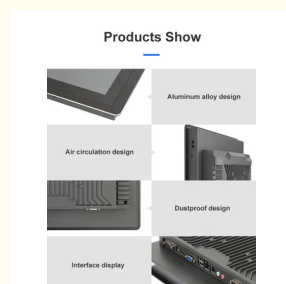 Products Show
Aluminum alloy design
Air circulation design
Dustproof design
Interface display